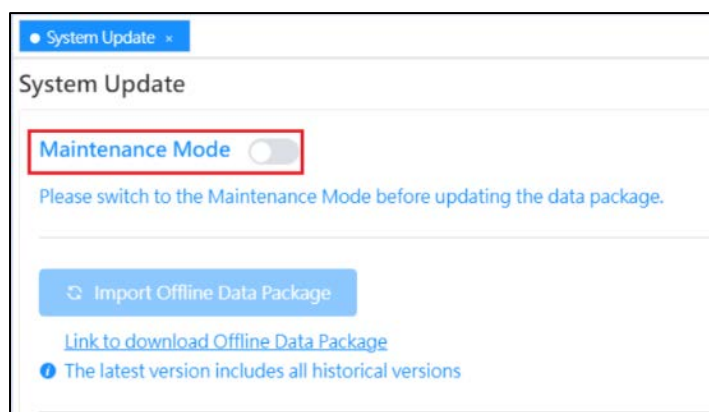 System Update ×
System Update
Maintenance Mode
Please switch to the Maintenance Mode before updating the data package.
Import Offline Data Package
Link to download Offline Data Package
The latest version includes all historical versions